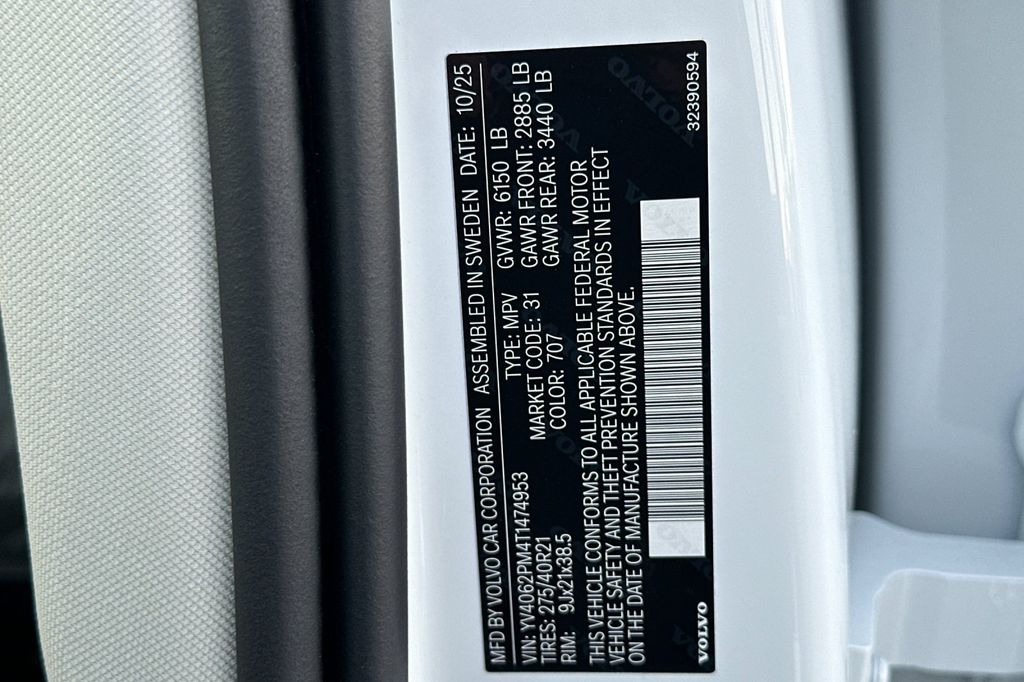 MFD BY VOLVO CAR CORPORATION ASSEMBLED IN SWEDEN DATE: 10/25
VIN: YV4062PM4T1474953 TYPE: MPV GVWR: 6150 LB
TIRES: 275/40R21 MARKET CODE: 31 GAWR FRONT: 2885 LB
RIM: 9Jx21x38.5 COLOR: 707 GAWR REAR: 3440 LB
THIS VEHICLE CONFORMS TO ALL APPLICABLE FEDERAL MOTOR
VEHICLE SAFETY AND THEFT PREVENTION STANDARDS IN EFFECT
ON THE DATE OF MANUFACTURE SHOWN ABOVE.
VOLVO 32390594